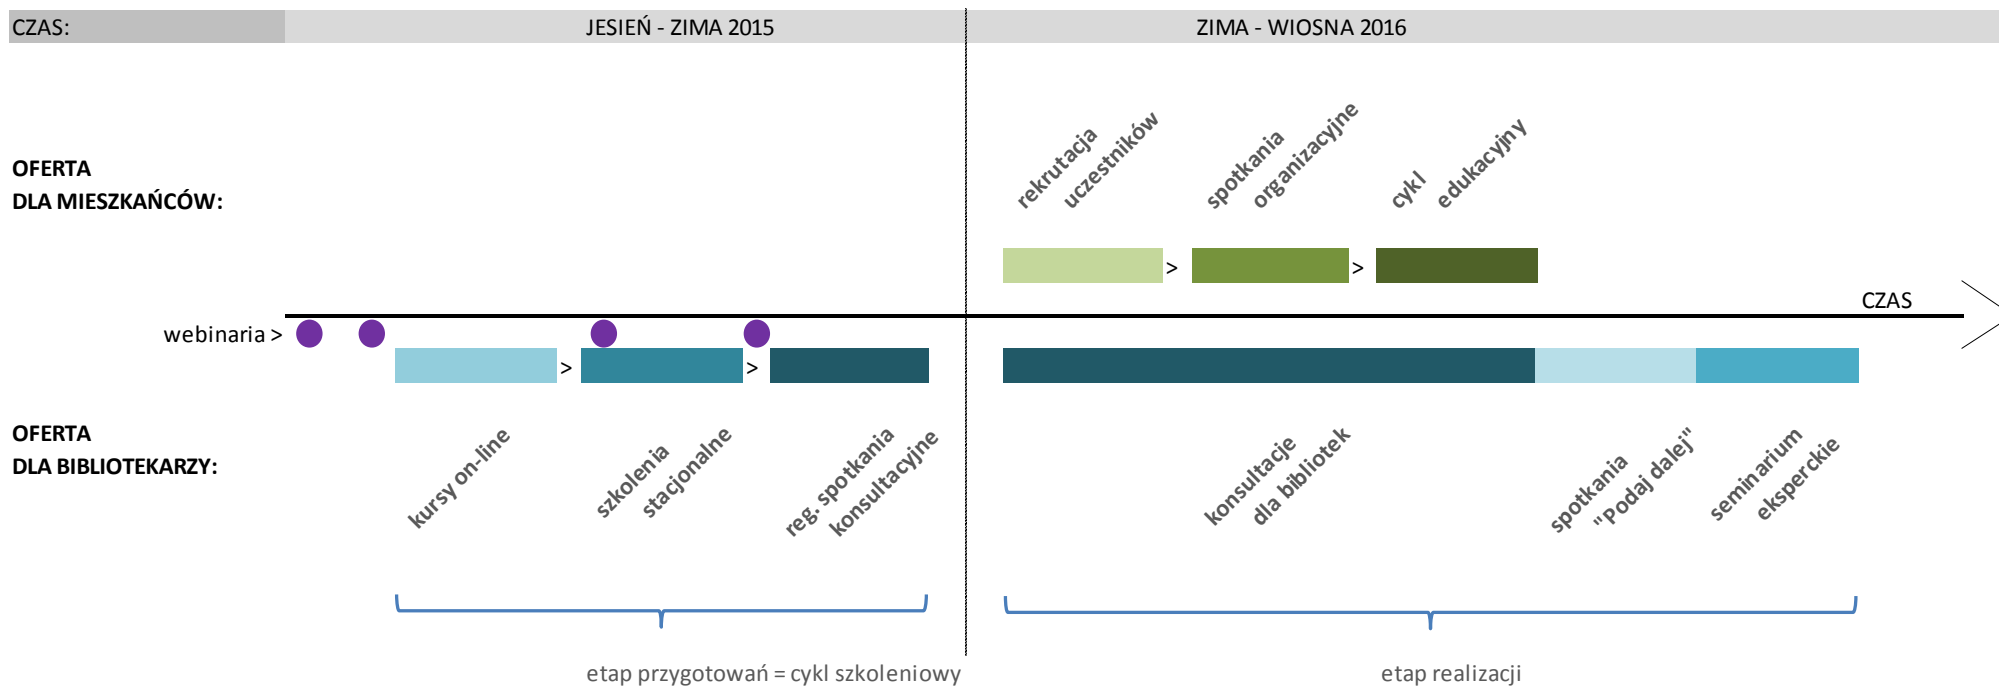 CZAS:
JESIEŃ - ZIMA 2015
ZIMA - WIOSNA 2016
OFERTA
DLA MIESZKAŃCÓW:
rekrutacja
uczestników
spotkania
organizacyjne
cykl
edukacyjny
>
>
CZAS
webinaria >
>
>
OFERTA
DLA BIBLIOTEKARZY:
kursy on-line
szkolenia
stacjonalne
reg. spotkania
konsultacyjne
konsultacje
dla bibliotek
spotkania
"Podaj dalej"
seminarium
eksperckie
etap przygotowań = cykl szkoleniowy
etap realizacji